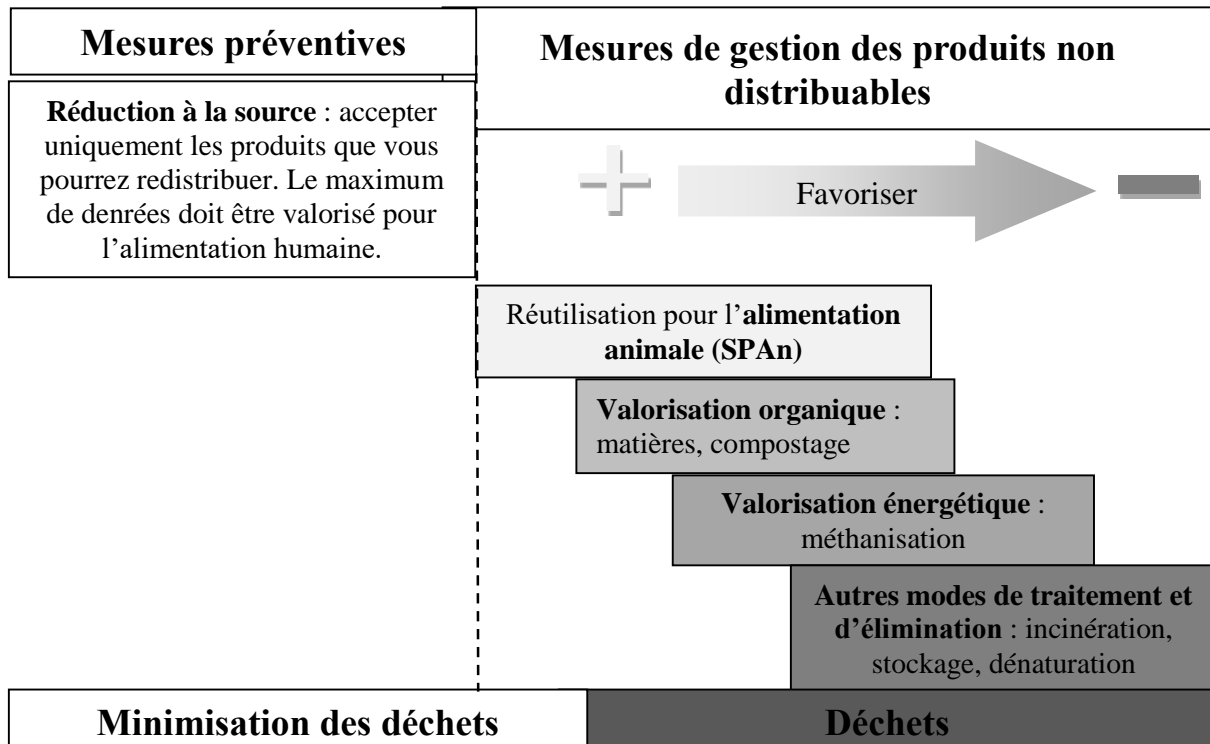 Mesures préventives
Mesures de gestion des produits non
distribuables
Réduction à la source : accepter
uniquement les produits que vous
pourrez redistribuer. Le maximum
de denrées doit être valorisé pour
l’alimentation humaine.
+
Favoriser
Réutilisation pour l’alimentation
animale (SPAn)
Valorisation organique :
matières, compostage
Valorisation énergétique :
méthanisation
Autres modes de traitement et
d’élimination : incinération,
stockage, dénaturation
Minimisation des déchets
Déchets